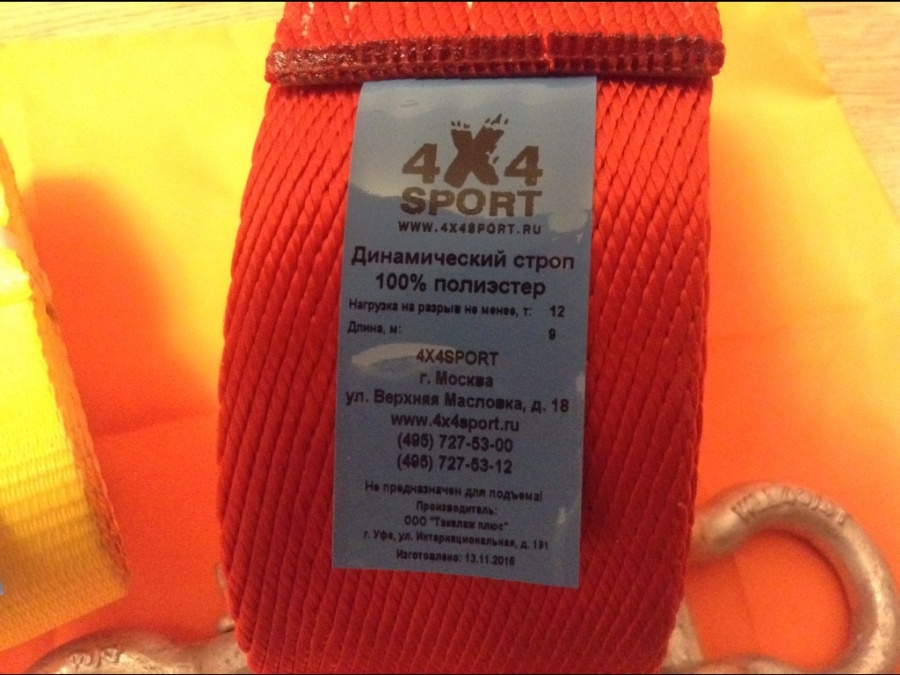 4X4
SPORT
WWW.4X4SPORT.RU
Динамический строп
100% полиэстер
Нагрузка на разрыв не менее, т: 12
Длина, м: 9
4X4SPORT
г. Москва
ул. Верхняя Масловка, д. 18
www.4x4sport.ru
(495) 727-53-00
(495) 727-53-12
Не предназначен для подъема!
Производитель:
ООО "Такелаж плюс"
г. Уфа, ул. Интернациональная, д. 191
Изготовлено: 13.11.2016